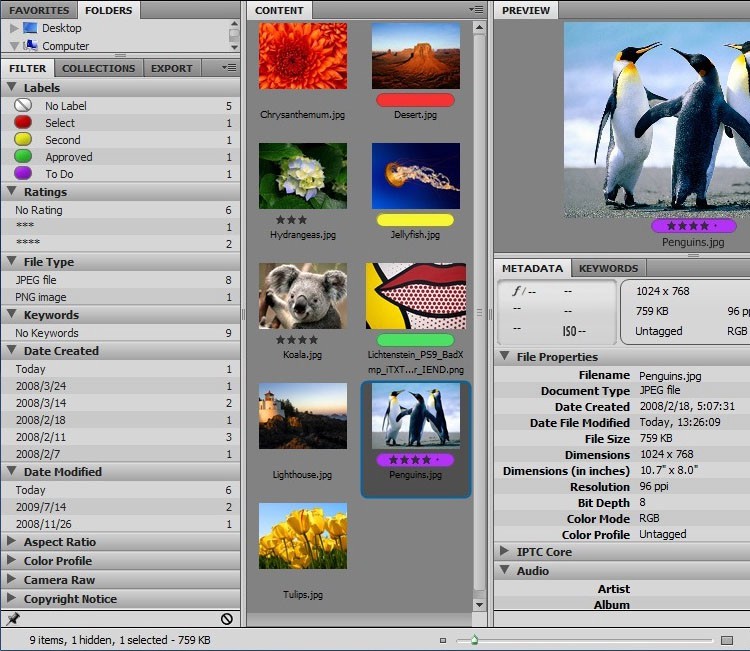 FAVORITES FOLDERS
Desktop
Computer
FILTER COLLECTIONS EXPORT
Labels
No Label 5
Select 1
Second 1
Approved 1
To Do 1
Ratings
No Rating 6
*** 1
**** 2
File Type
JPEG file 8
PNG image 1
Keywords
No Keywords 9
Date Created
Today 1
2008/3/24 1
2008/3/14 2
2008/2/18 1
2008/2/11 3
2008/2/7 1
Date Modified
Today 6
2009/7/14 2
2008/11/26 1
Aspect Ratio
Color Profile
Camera Raw
Copyright Notice
CONTENT
Chrysanthemum.jpg
Desert.jpg
Hydrangeas.jpg
Jellyfish.jpg
Koala.jpg
Lichtenstein_PS9_BadX
mp_iTXT...r_IEND.png
Lighthouse.jpg
Penguins.jpg
Tulips.jpg
PREVIEW
Penguins.jpg
METADATA KEYWORDS
f/-- --
-- --
-- ISO --
1024 x 768
759 KB 96 pp
Untagged RGB
File Properties
Filename Penguins.jpg
Document Type JPEG file
Date Created 2008/2/18, 5:07:31
Date File Modified Today, 13:26:09
File Size 759 KB
Dimensions 1024 x 768
Dimensions (in inches) 10.7" x 8.0"
Resolution 96 ppi
Bit Depth 8
Color Mode RGB
Color Profile Untagged
IPTC Core
Audio
Artist
Album
9 items, 1 hidden, 1 selected - 759 KB